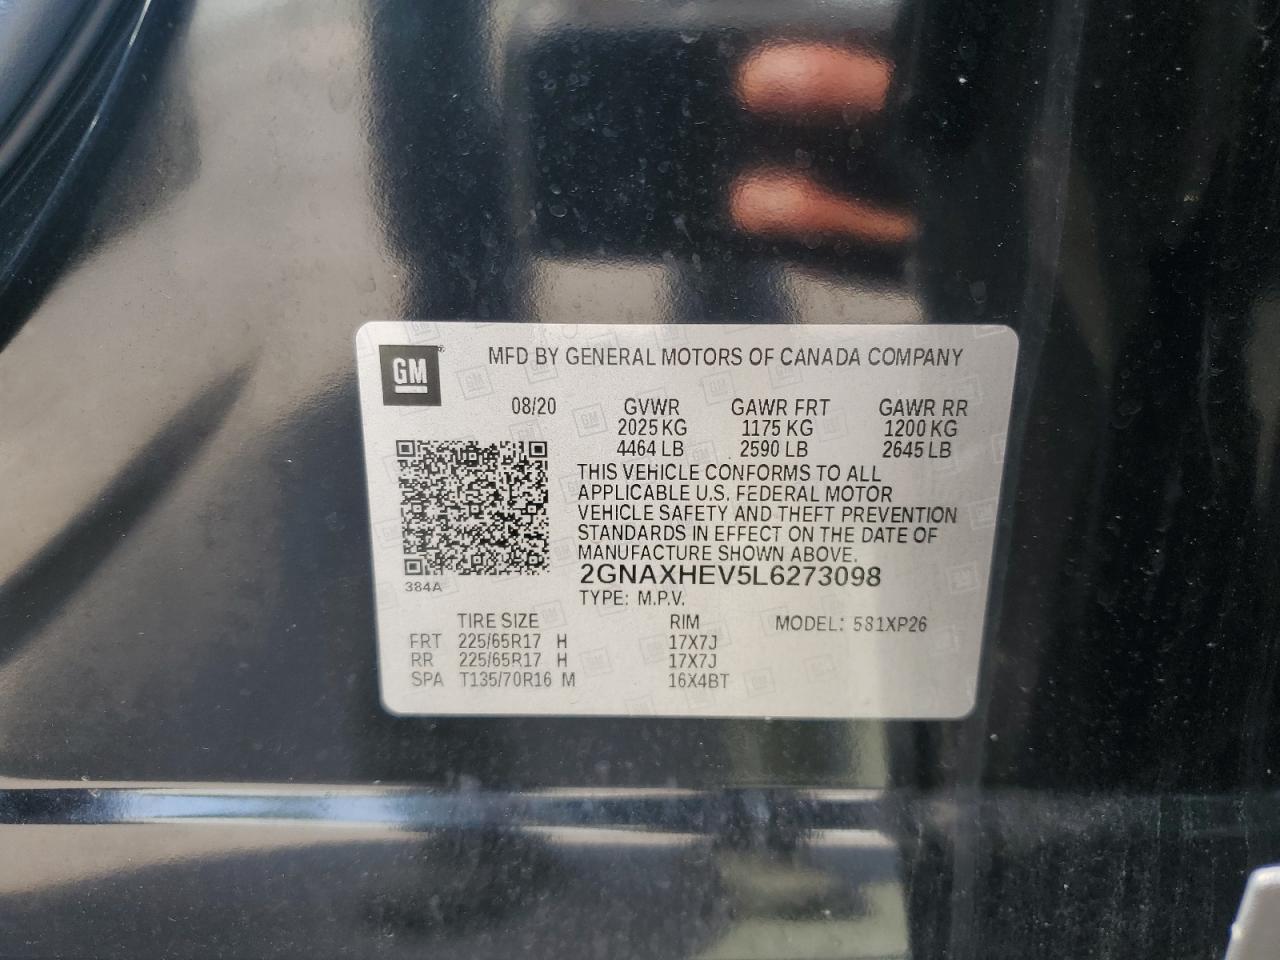 GM
MFD BY GENERAL MOTORS OF CANADA COMPANY
08/20 GVWR GAWR FRT GAWR RR
2025 KG 1175 KG 1200 KG
4464 LB 2590 LB 2645 LB
THIS VEHICLE CONFORMS TO ALL
APPLICABLE U.S. FEDERAL MOTOR
VEHICLE SAFETY AND THEFT PREVENTION
STANDARDS IN EFFECT ON THE DATE OF
MANUFACTURE SHOWN ABOVE.
384A
2GNAXHEV5L6273098
TYPE: M.P.V.
TIRE SIZE RIM MODEL: 581XP26
FRT 225/65R17 H 17X7J
RR 225/65R17 H 17X7J
SPA T135/70R16 M 16X4BT